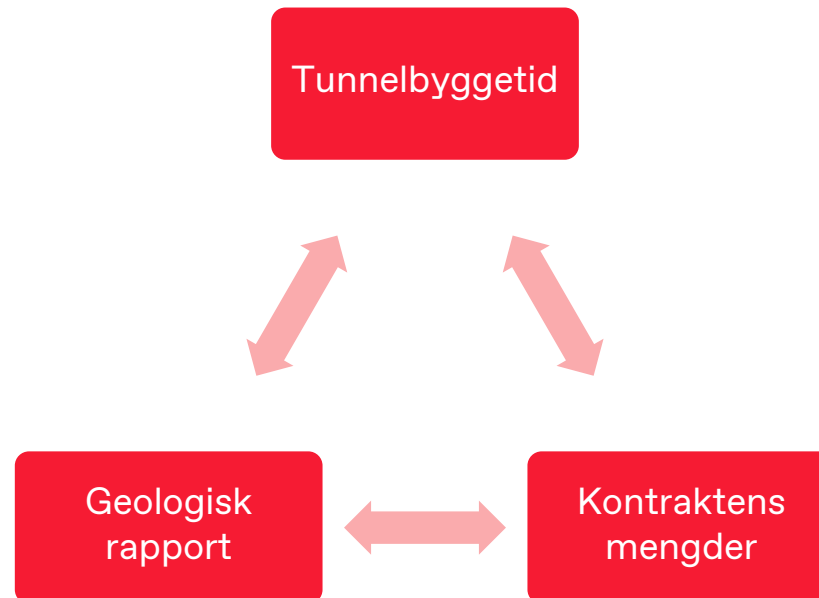 Tunnelbyggetid
Geologisk
rapport
Kontraktens
mengder